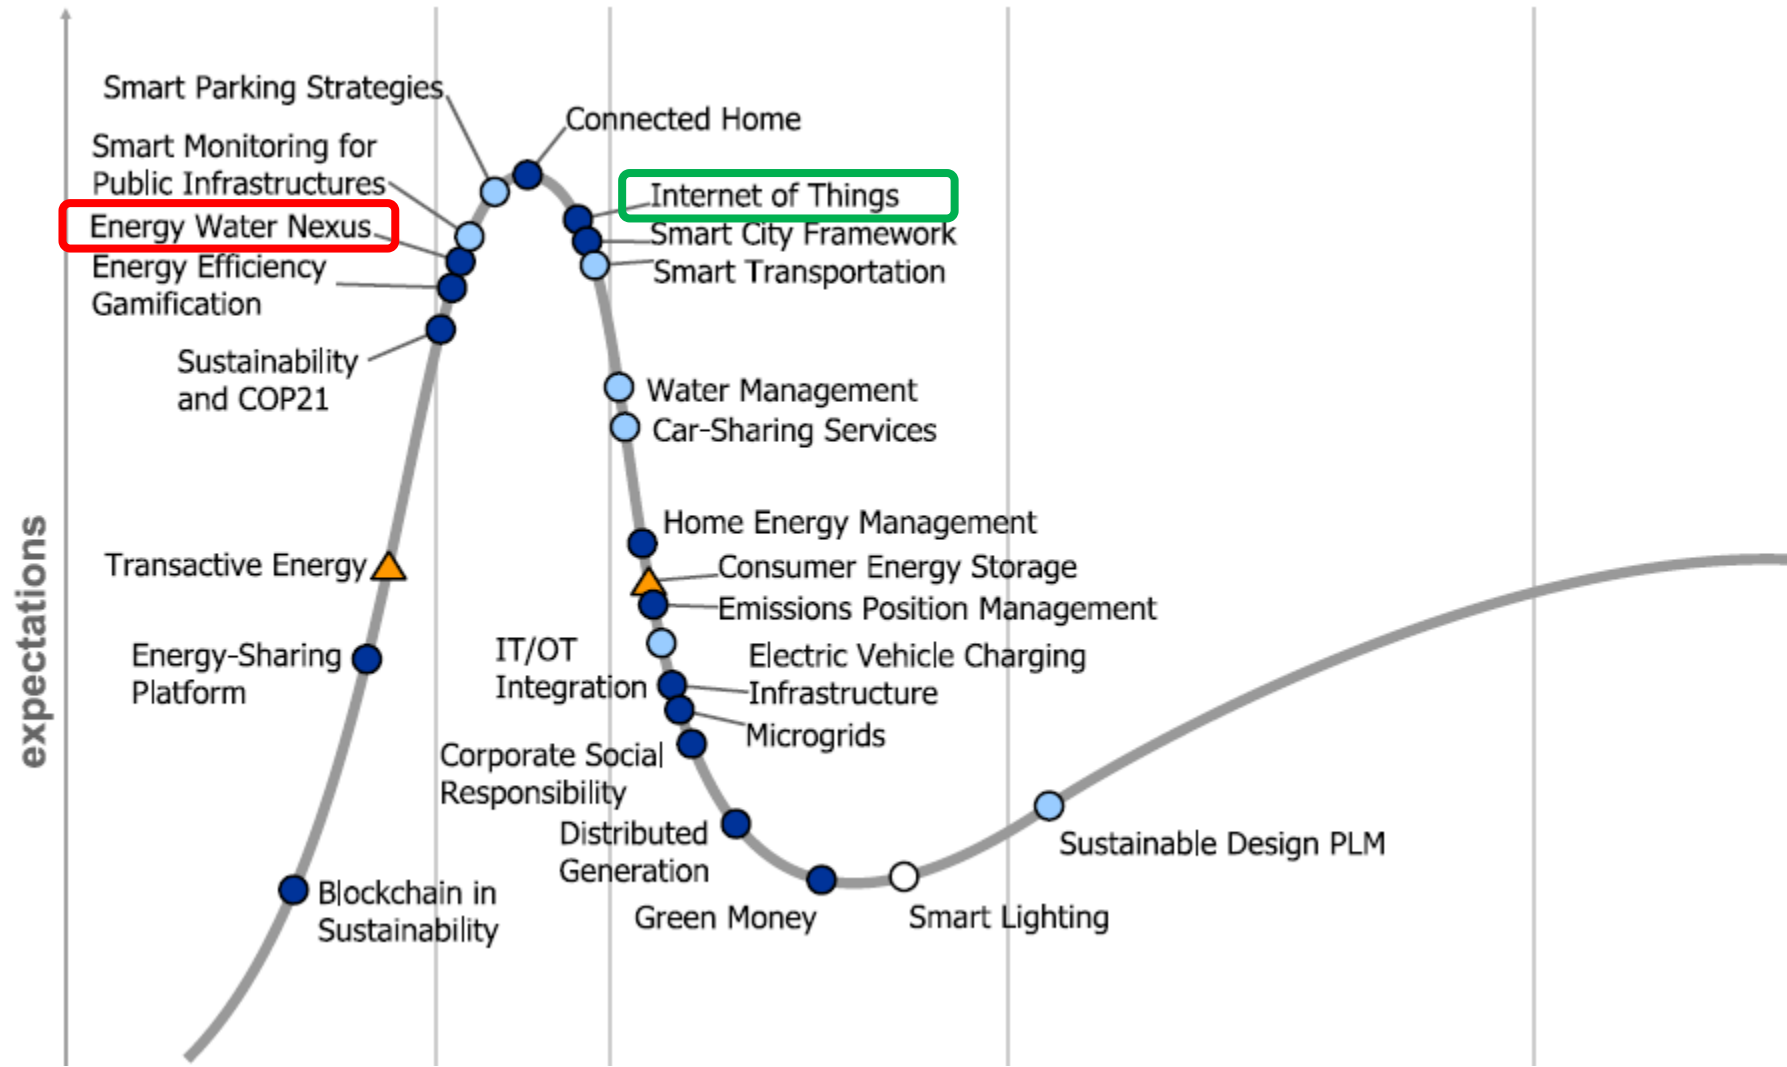 Smart Parking Strategies
Connected Home
Smart Monitoring for
Public Infrastructures
Internet of Things
Energy Water Nexus
Smart City Framework
Energy Efficiency
Gamification
Smart Transportation
Sustainability
and COP21
Water Management
Car-Sharing Services
Home Energy Management
Transactive Energy
Consumer Energy Storage
Emissions Position Management
expectations
Energy-Sharing
Platform
IT/OT
Integration
Electric Vehicle Charging
Infrastructure
Microgrids
Corporate Social
Responsibility
Distributed
Generation
Sustainable Design PLM
Blockchain in
Sustainability
Green Money
Smart Lighting